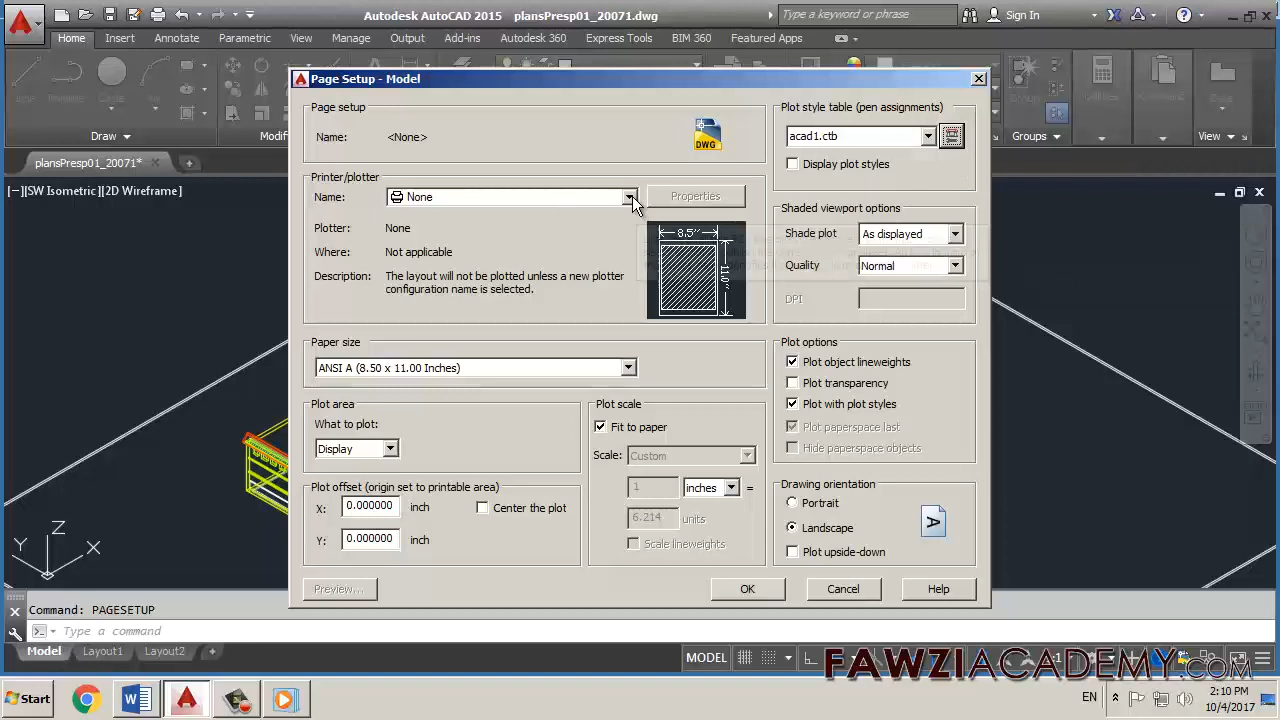 Autodesk AutoCAD 2015 plansPresp01_20071.dwg
Type a keyword or phrase
Sign In
Home Insert Annotate Parametric View Manage Output Add-ins Autodesk 360 Express Tools BIM 360 Featured Apps
Draw
Modif
Groups
View
plansPresp01_20071*
[−][SW Isometric][2D Wireframe]
Page Setup - Model
Page setup
Name: <None>
DWG
Printer/plotter
Name: None
Properties
Plotter: None
Where: Not applicable
Description: The layout will not be plotted unless a new plotter
configuration name is selected.
8.5''
11.0''
Paper size
ANSI A (8.50 x 11.00 Inches)
Plot area
What to plot:
Display
Plot offset (origin set to printable area)
X: 0.000000 inch
Center the plot
Y: 0.000000 inch
Plot scale
Fit to paper
Scale: Custom
1 inches =
6.214 units
Scale lineweights
Plot style table (pen assignments)
acad1.ctb
Display plot styles
Shaded viewport options
Shade plot As displayed
Quality Normal
DPI
Plot options
Plot object lineweights
Plot transparency
Plot with plot styles
Plot paperspace last
Hide paperspace objects
Drawing orientation
Portrait
Landscape
A
Plot upside-down
Preview...
OK
Cancel
Help
Z
Y
X
Command: PAGESETUP
Type a command
Model Layout1 Layout2
MODEL
FAWZIACADEMY.COM
Start
EN
2:10 PM
10/4/2017